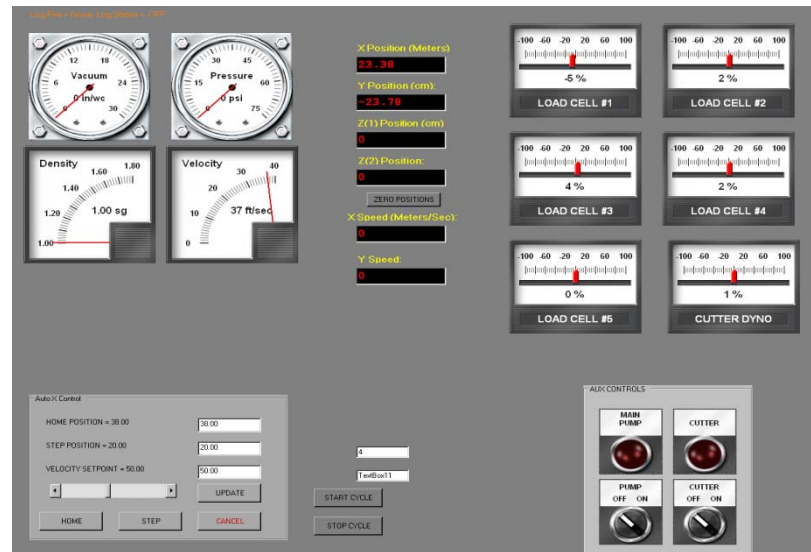 Vacuum
0 in/wc
6 12 18 24 30
Pressure
0 psi
15 30 45 60 75
X Position (Meters)
23.38
Y Position (cm):
-23.78
Z(1) Position (cm)
0
Z(2) Position:
0
ZERO POSITIONS
X Speed (Meters/Sec):
0
Y Speed:
0
Density
1.00 1.20 1.40 1.60 1.80
1.00 sg
Velocity
0 10 20 30 40
37 ft/sec
-100 -60 -20 20 60 100
-5 %
LOAD CELL #1
-100 -60 -20 20 60 100
2 %
LOAD CELL #2
-100 -60 -20 20 60 100
4 %
LOAD CELL #3
-100 -60 -20 20 60 100
2 %
LOAD CELL #4
-100 -60 -20 20 60 100
0 %
LOAD CELL #5
-100 -60 -20 20 60 100
1 %
CUTTER DYNO
Auto X Control
HOME POSITION = 38.00
38.00
STEP POSITION = 20.00
20.00
VELOCITY SETPOINT = 50.00
50.00
UPDATE
HOME
STEP
CANCEL
4
TextBox11
START CYCLE
STOP CYCLE
AUX CONTROLS
MAIN
PUMP
CUTTER
PUMP
OFF ON
CUTTER
OFF ON